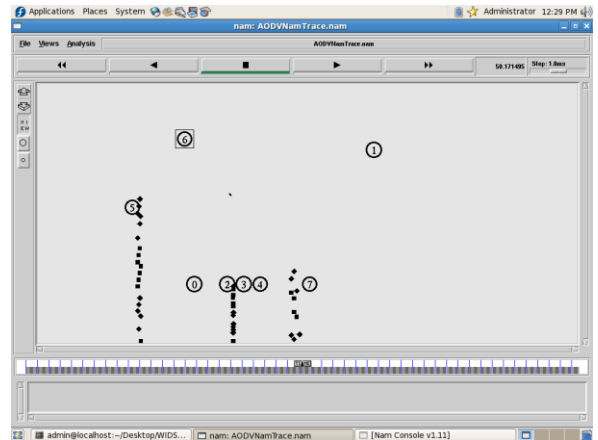 Applications Places System Administrator 12:29 PM
nam: AODVNamTrace.nam
File Views Analysis AODVNamTrace.nam
50.171495 Step: 1.0ms
6
1
5
0 2 3 4 7
admin@localhost:~/Desktop/WIDS... nam: AODVNamTrace.nam [Nam Console v1.11]